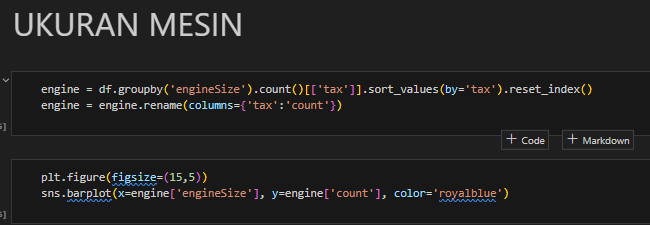 UKURAN MESIN
engine = df.groupby('engineSize').count()[['tax']].sort_values(by='tax').reset_index()
engine = engine.rename(columns={'tax':'count'})
+ Code + Markdown
plt.figure(figsize=(15,5))
sns.barplot(x=engine['engineSize'], y=engine['count'], color='royalblue')